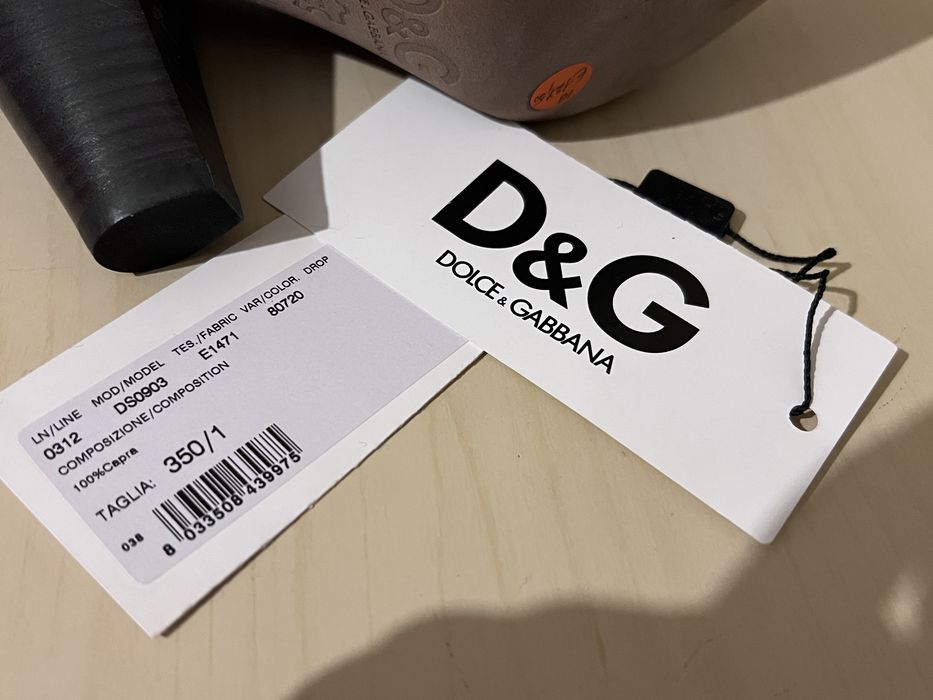 D&G
D&G
DOLCE & GABBANA
LN/LINE MOD/MODEL TES./FABRIC VAR/COLOR. DROP
0312 DS0903 E1471 80720
COMPOSIZIONE/COMPOSITION
100%Capra
TAGLIA: 350/1
038
8 033508 439975